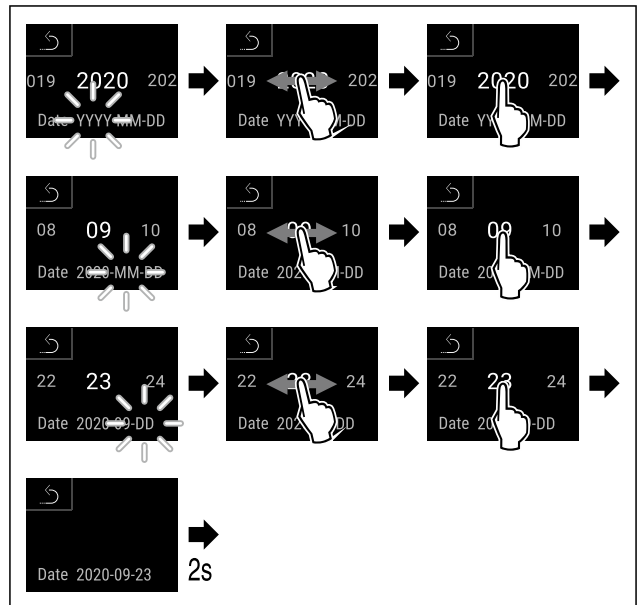 019 2020 202
Date YYYY-MM-DD
019 202
Date YY M-DD
019 2020 202
Date YY M-DD
08 09 10
Date 2020-MM-DD
08 10
Date 202 -DD
08 09 10
Date 20 M-DD
22 23 24
Date 2020-09-DD
22 24
Date 202 DD
22 23 24
Date 20 -DD
Date 2020-09-23
2s